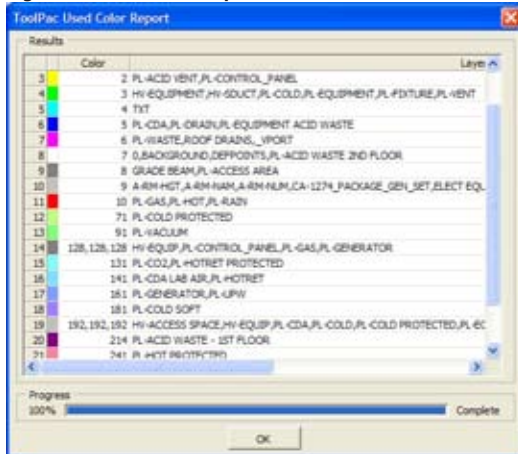 ToolPac Used Color Report
Results
Color Layer
3 2 PL-ACID VENT,PL-CONTROL_PANEL
4 3 HV-EQUIPMENT,HV-SDUCT,PL-COLD,PL-EQUIPMENT,PL-FIXTURE,PL-VENT
5 4 TXT
6 5 PL-CDA,PL-DRAIN,PL-EQUIPMENT ACID WASTE
7 6 PL-WASTE,ROOF DRAINS,_VPORT
8 7 0,BACKGROUND,DEFPOINTS,PL-ACID WASTE 2ND FLOOR
9 8 GRADE BEAM,PL-ACCESS AREA
10 9 A-RM-HGT,A-RM-NAM,A-RM-NUM,CA-1274_PACKAGE_GEN_SET,ELECT EQL
11 10 PL-GAS,PL-HOT,PL-RAIN
12 71 PL-COLD PROTECTED
13 91 PL-VACUUM
14 128,128,128 HV-EQUIP,PL-CONTROL_PANEL,PL-GAS,PL-GENERATOR
15 131 PL-CO2,PL-HOTRET PROTECTED
16 141 PL-CDA LAB AIR,PL-HOTRET
17 161 PL-GENERATOR,PL-UPW
18 181 PL-COLD SOFT
19 192,192,192 HV-ACCESS SPACE,HV-EQUIP,PL-CDA,PL-COLD,PL-COLD PROTECTED,PL-EC
20 214 PL-ACID WASTE - 1ST FLOOR
21 241 PL-HOT PROTECTED
Progress
100% Complete
OK